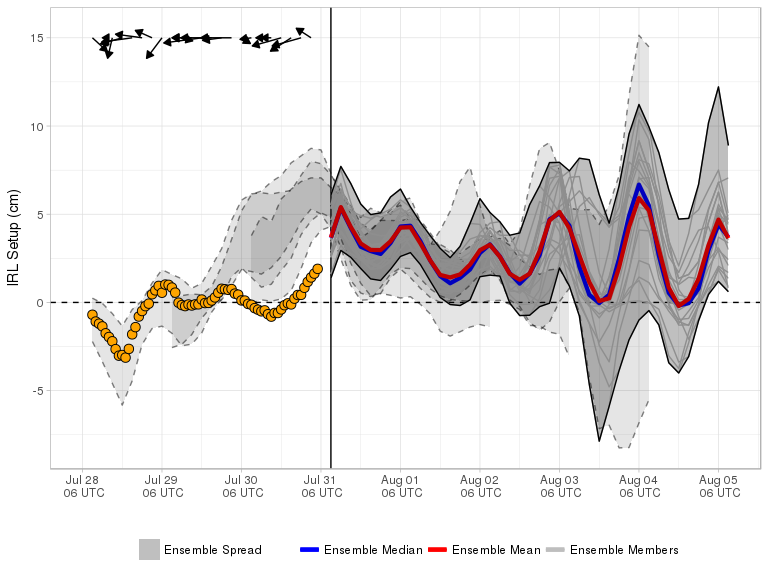 IRL Setup (cm)
15
10
5
0
-5
Jul 28 Jul 29 Jul 30 Jul 31 Aug 01 Aug 02 Aug 03 Aug 04 Aug 05
06 UTC 06 UTC 06 UTC 06 UTC 06 UTC 06 UTC 06 UTC 06 UTC 06 UTC
Ensemble Spread Ensemble Median Ensemble Mean Ensemble Members